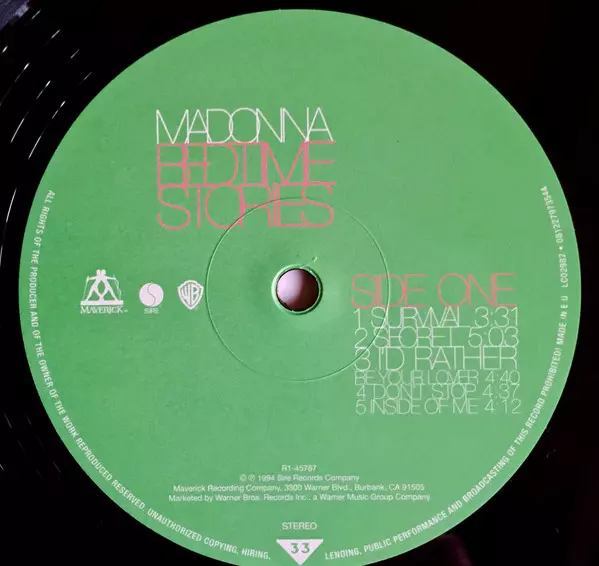 MADONNA
BEDTIME
STORIES
SIDE ONE
1 SURVIVAL 3:31
2 SECRET 5:03
3 I'D RATHER
BE YOUR LOVER 4:40
4 DON'T STOP 4:37
5 INSIDE OF ME 4:12
MAVERICK™
S
SIRE
WB
R1-45767
© ℗ 1994 Sire Records Company
Maverick Recording Company, 3300 Warner Blvd., Burbank, CA 91505
Marketed by Warner Bros. Records Inc., a Warner Music Group Company
STEREO
33
ALL RIGHTS OF THE PRODUCER AND OF THE OWNER OF THE WORK REPRODUCED RESERVED. UNAUTHORIZED COPYING, HIRING, LENDING, PUBLIC PERFORMANCE AND BROADCASTING OF THIS RECORD PROHIBITED! MADE IN E U LC02982 • 081227973544